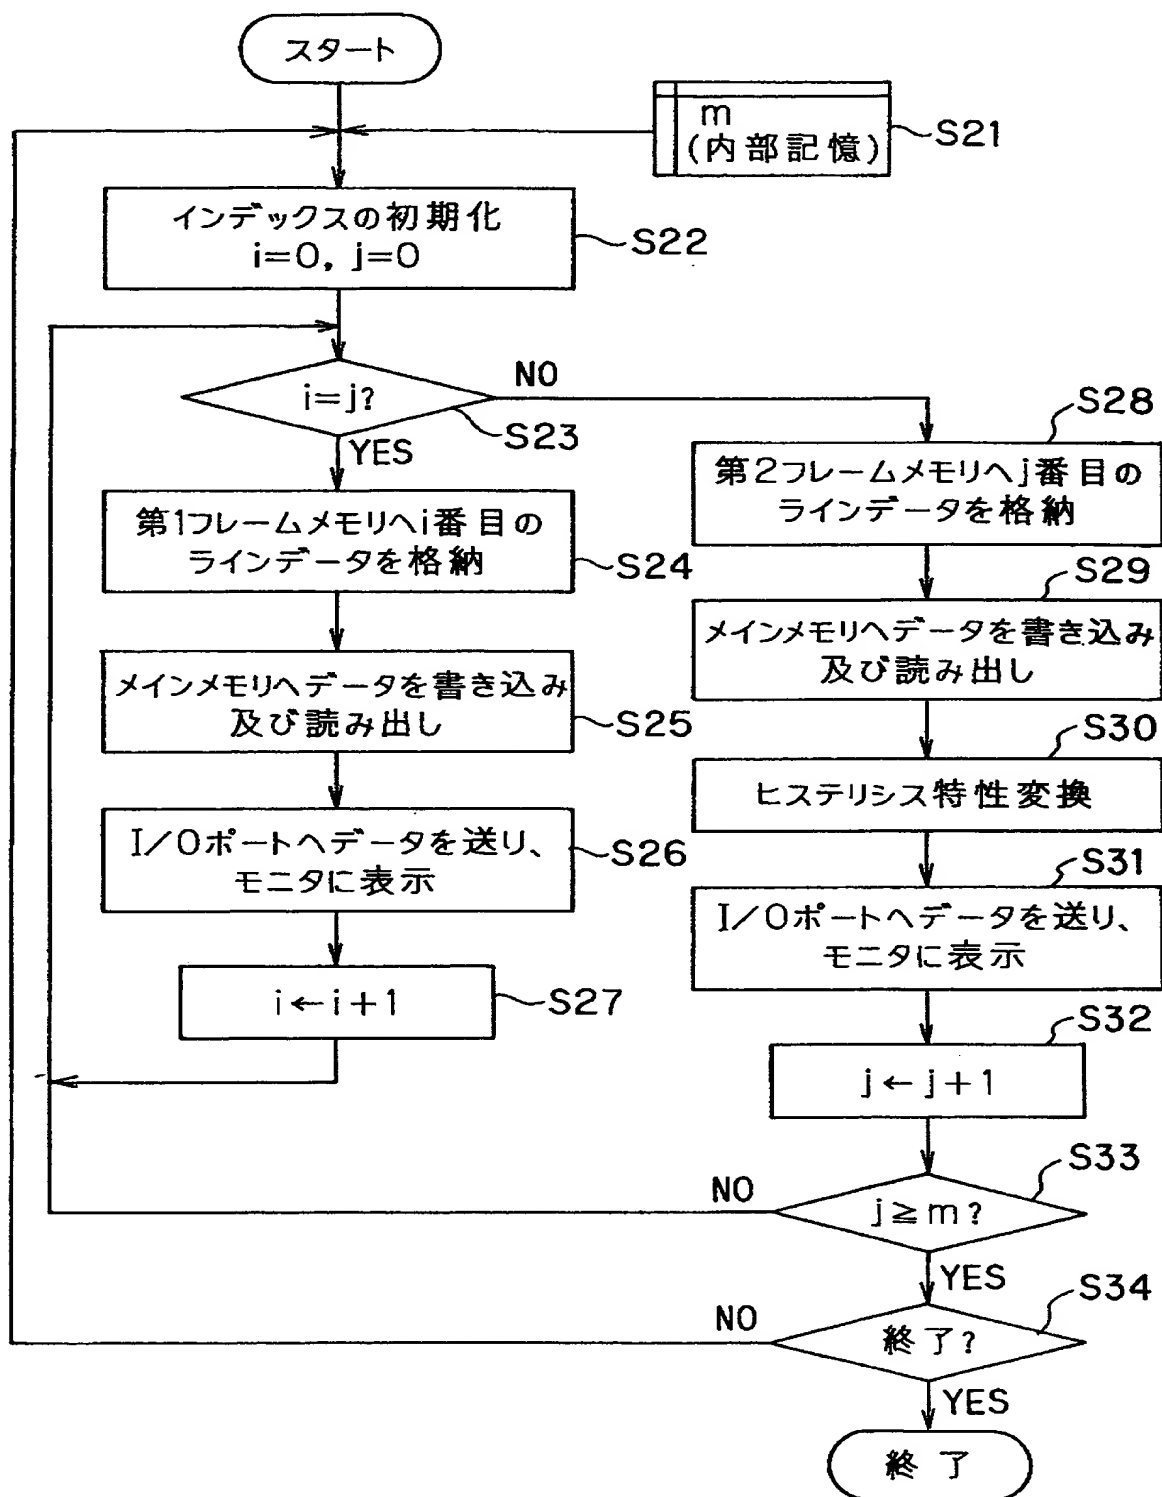 スタート
m
(内部記憶)
S21
インデックスの初期化
i=0, j=0
S22
i=j?
NO
S23
YES
第1フレームメモリへi番目の
ラインデータを格納
S24
メインメモリへデータを書き込み
及び読み出し
S25
I/Oポートへデータを送り、
モニタに表示
S26
i←i+1
S27
S28
第2フレームメモリへj番目の
ラインデータを格納
S29
メインメモリへデータを書き込み
及び読み出し
S30
ヒステリシス特性変換
S31
I/Oポートへデータを送り、
モニタに表示
S32
j←j+1
S33
NO
j≧m?
YES
S34
NO
終了?
YES
終了